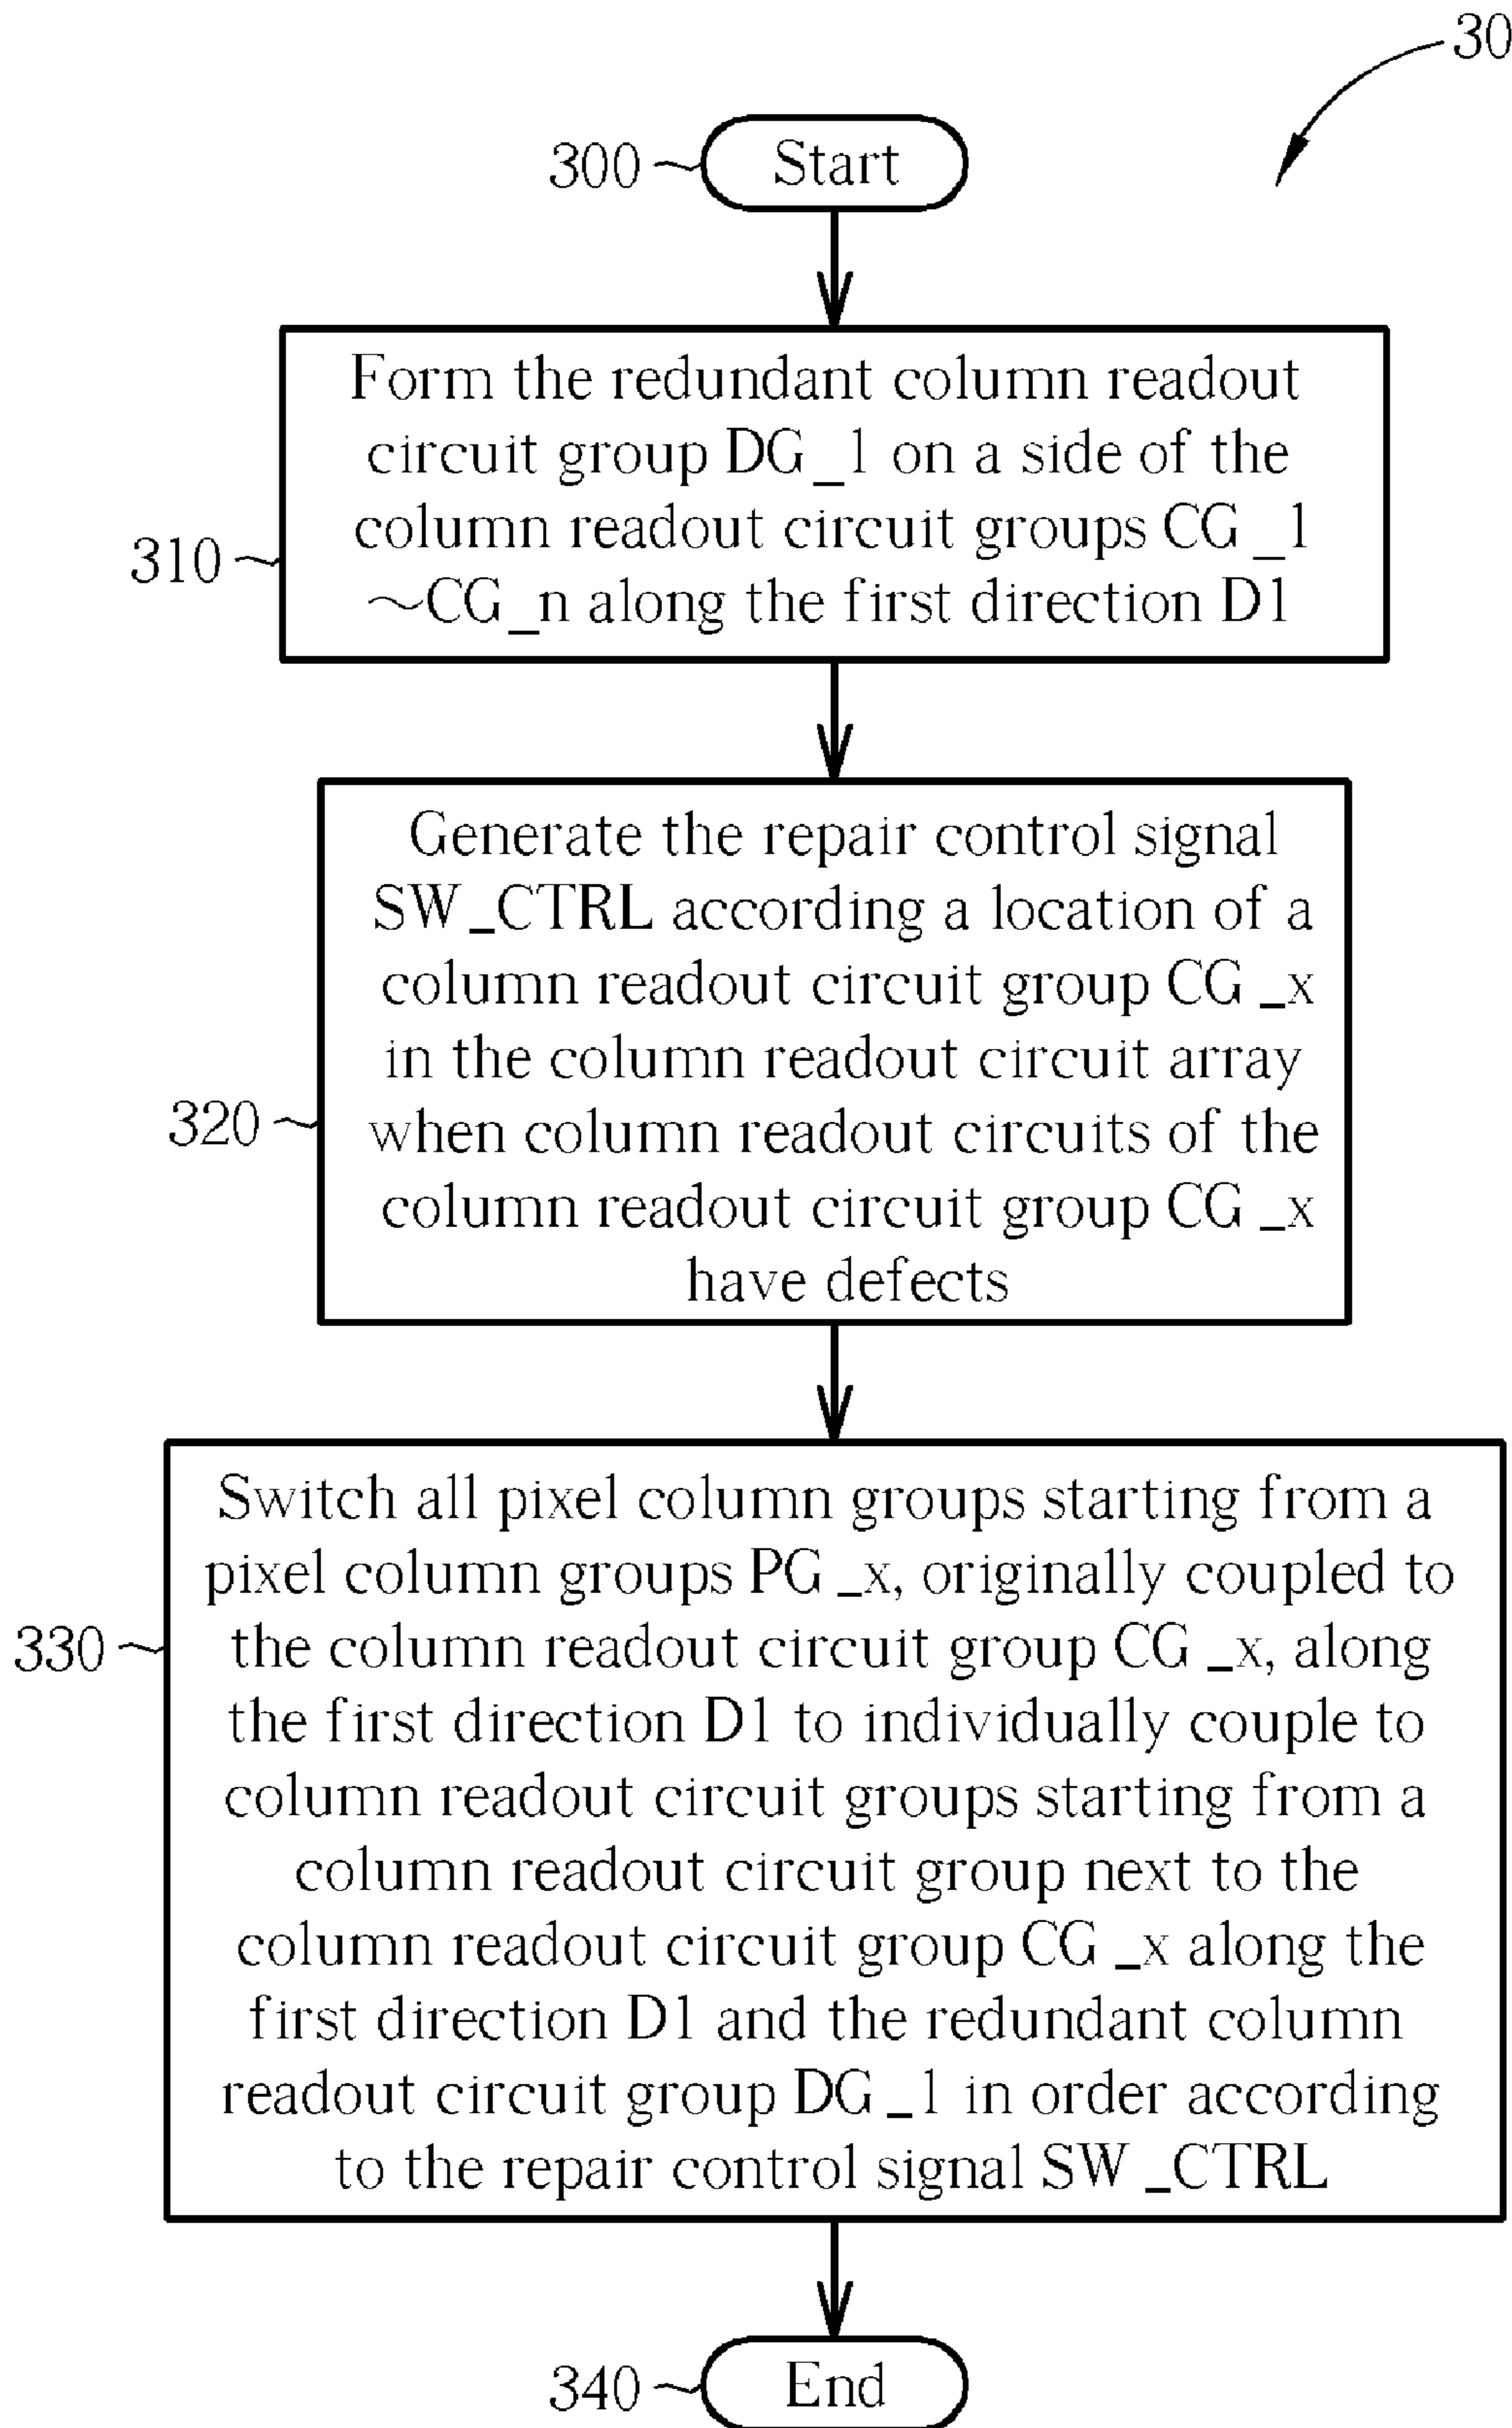 30
300
Start
310
Form the redundant column readout
circuit group DG_1 on a side of the
column readout circuit groups CG_1
~CG_n along the first direction D1
320
Generate the repair control signal
SW_CTRL according a location of a
column readout circuit group CG_x
in the column readout circuit array
when column readout circuits of the
column readout circuit group CG_x
have defects
330
Switch all pixel column groups starting from a
pixel column groups PG_x, originally coupled to
the column readout circuit group CG_x, along
the first direction D1 to individually couple to
column readout circuit groups starting from a
column readout circuit group next to the
column readout circuit group CG_x along the
first direction D1 and the redundant column
readout circuit group DG_1 in order according
to the repair control signal SW_CTRL
340
End